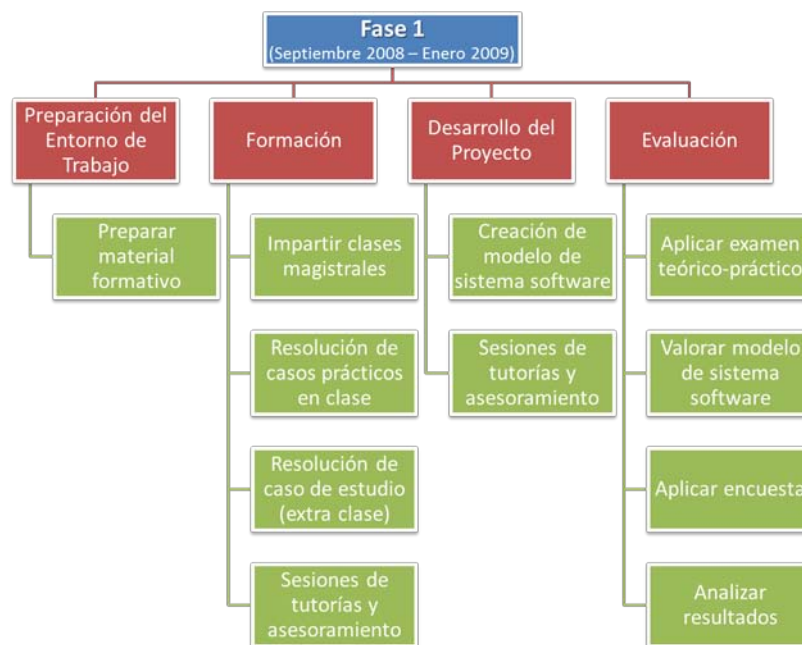 Fase 1
(Septiembre 2008 – Enero 2009)
Preparación del
Entorno de
Trabajo
Formación
Desarrollo del
Proyecto
Evaluación
Preparar
material
formativo
Impartir clases
magistrales
Resolución de
casos prácticos
en clase
Resolución de
caso de estudio
(extra clase)
Sesiones de
tutorías y
asesoramiento
Creación de
modelo de
sistema software
Sesiones de
tutorías y
asesoramiento
Aplicar examen
teórico-práctico
Valorar modelo
de sistema
software
Aplicar encuesta
Analizar
resultados